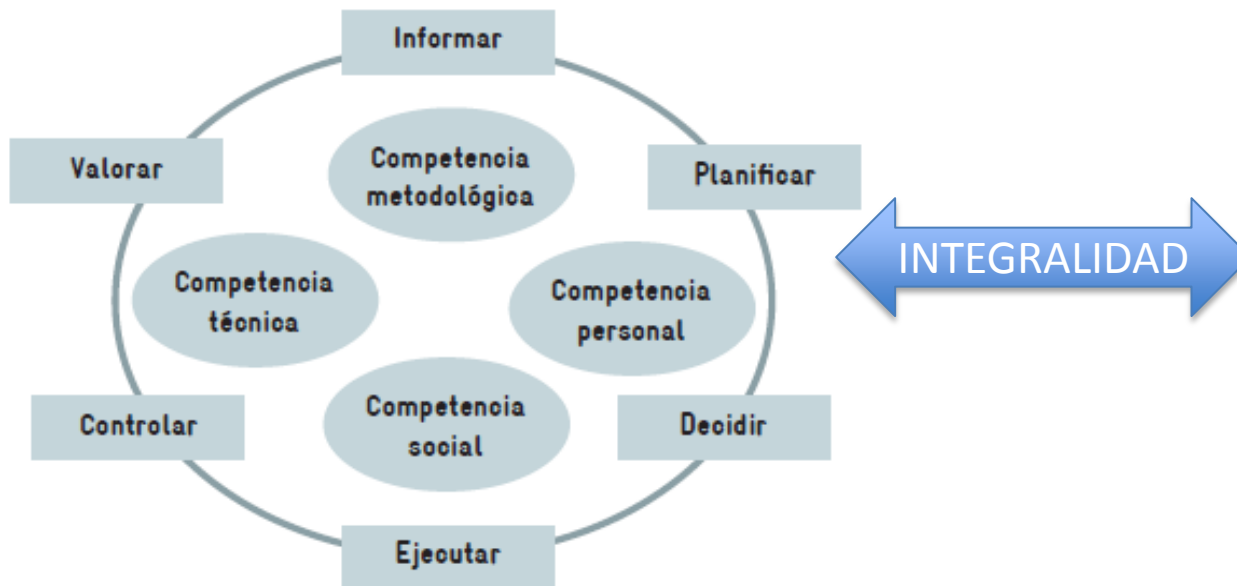 Informar
Valorar
Competencia
metodológica
Planificar
INTEGRALIDAD
Competencia
técnica
Competencia
personal
Controlar
Competencia
social
Decidir
Ejecutar